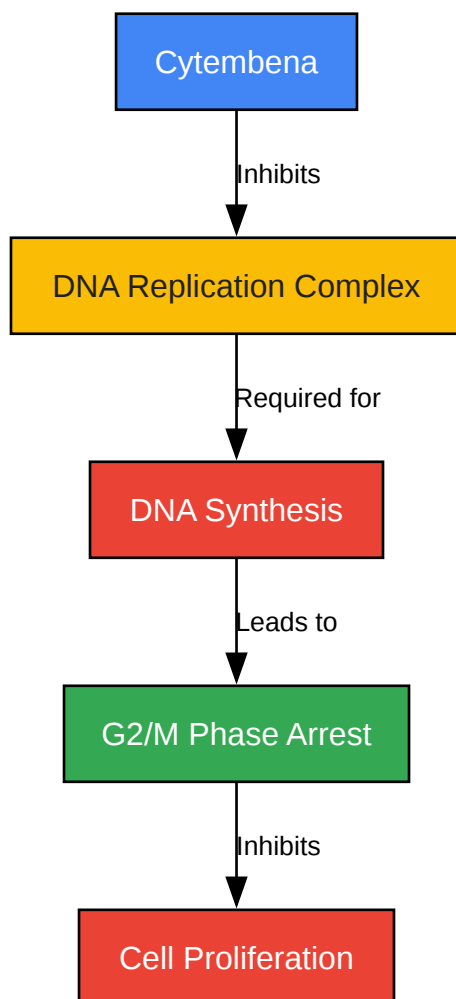 Cytembena
Inhibits
DNA Replication Complex
Required for
DNA Synthesis
Leads to
G2/M Phase Arrest
Inhibits
Cell Proliferation